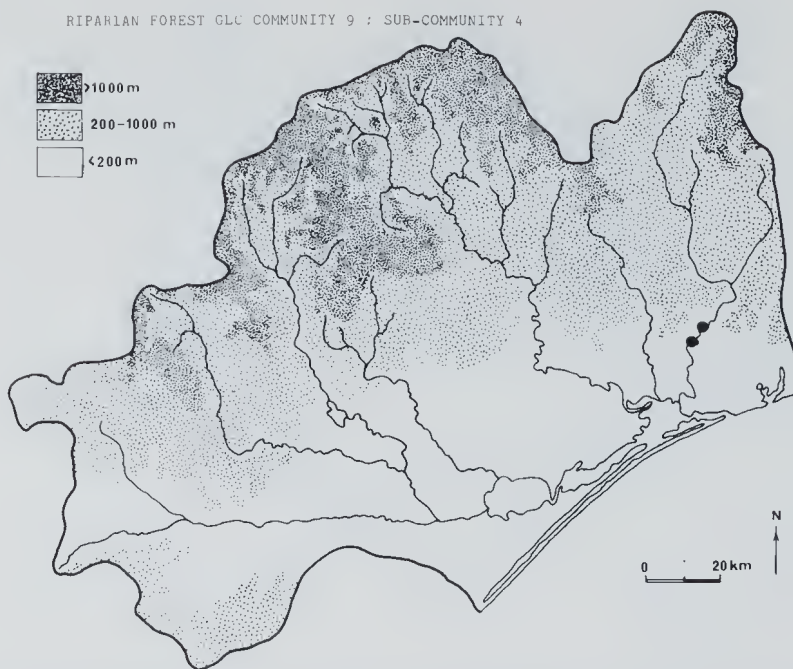 RIPARIAN FOREST GLC COMMUNITY 9 : SUB-COMMUNITY 4
>1000 m
200-1000 m
<200 m
N
0 20 km